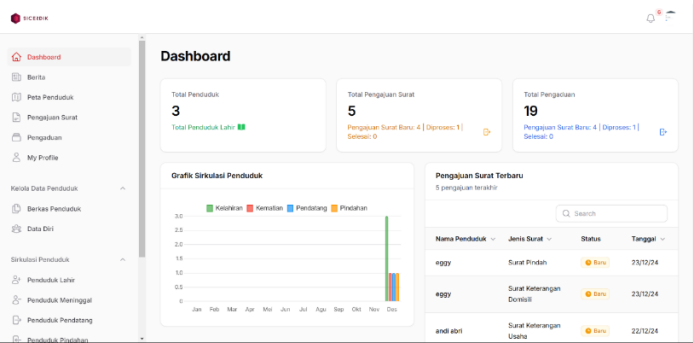 SICEDIK
Dashboard
Berita
Peta Penduduk
Pengajuan Surat
Pengaduan
My Profile
Kelola Data Penduduk
Berkas Penduduk
Data Diri
Sirkulasi Penduduk
Penduduk Lahir
Penduduk Meninggal
Penduduk Pendatang
Penduduk Pindahan
Dashboard
Total Penduduk
3
Total Penduduk Lahir
Total Pengajuan Surat
5
Pengajuan Surat Baru: 4 | Diproses: 1 |
Selesai: 0
Total Pengaduan
19
Pengajuan Surat Baru: 4 | Diproses: 1 |
Selesai: 0
Grafik Sirkulasi Penduduk
Kelahiran Kematian Pendatang Pindahan
3.0
2.5
2.0
1.5
1.0
0.5
0
Jan Feb Mar Apr Mei Jun Jul Agu Sep Okt Nov Des
Pengajuan Surat Terbaru
5 pengajuan terakhir
Search
Nama Penduduk Jenis Surat Status Tanggal
eggy Surat Pindah Baru 23/12/24
eggy Surat Keterangan Domisili Baru 23/12/24
andi abri Surat Keterangan Usaha Baru 22/12/24